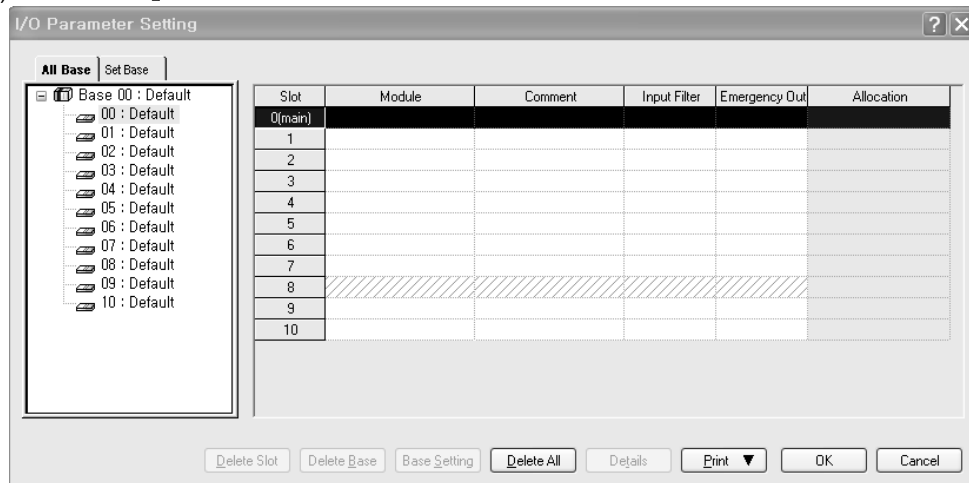 I/O Parameter Setting
All Base Set Base
Base 00 : Default
00 : Default
01 : Default
02 : Default
03 : Default
04 : Default
05 : Default
06 : Default
07 : Default
08 : Default
09 : Default
10 : Default
Slot Module Comment Input Filter Emergency Out Allocation
0(main)
1
2
3
4
5
6
7
8
9
10
Delete Slot Delete Base Base Setting Delete All Details Print ▼ OK Cancel